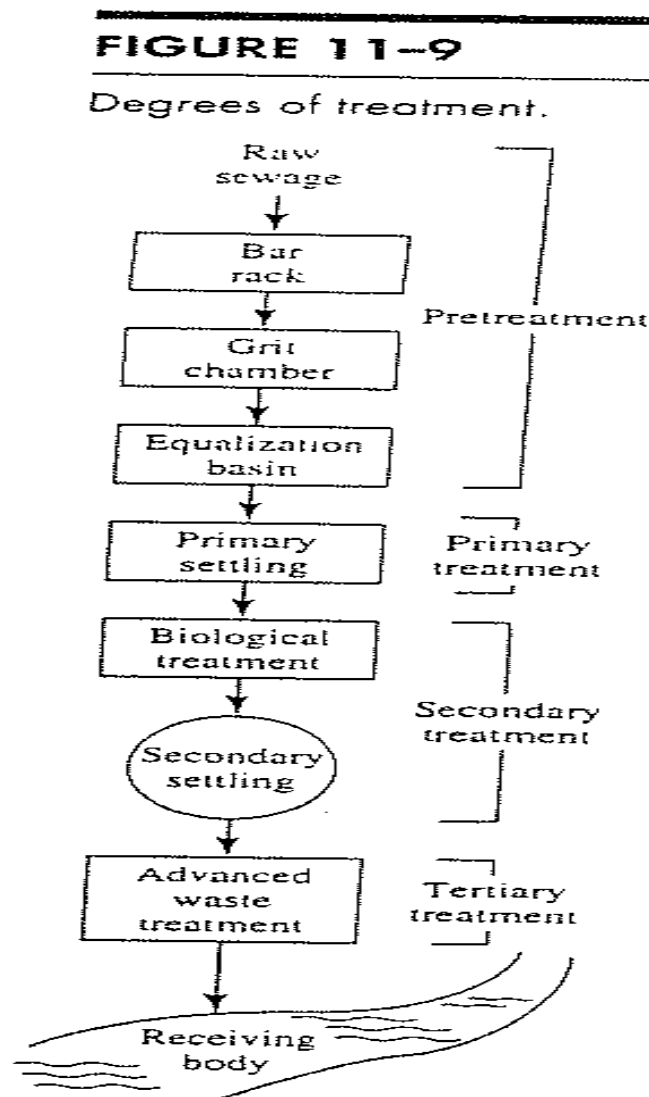 FIGURE 11–9
Degrees of treatment.
Raw
sewage
Bar
rack
Grit
chamber
Equalization
basin
Pretreatment
Primary
settling
Primary
treatment
Biological
treatment
Secondary
settling
Secondary
treatment
Advanced
waste
treatment
Tertiary
treatment
Receiving
body